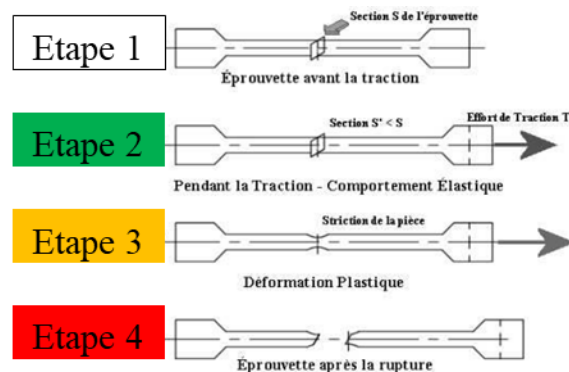 Section S de l'éprouvette
Etape 1
Éprouvette avant la traction
Section S' < S
Effort de Traction T
Etape 2
Pendant la Traction - Comportement Élastique
Striction de la pièce
Etape 3
Déformation Plastique
Etape 4
Éprouvette après la rupture